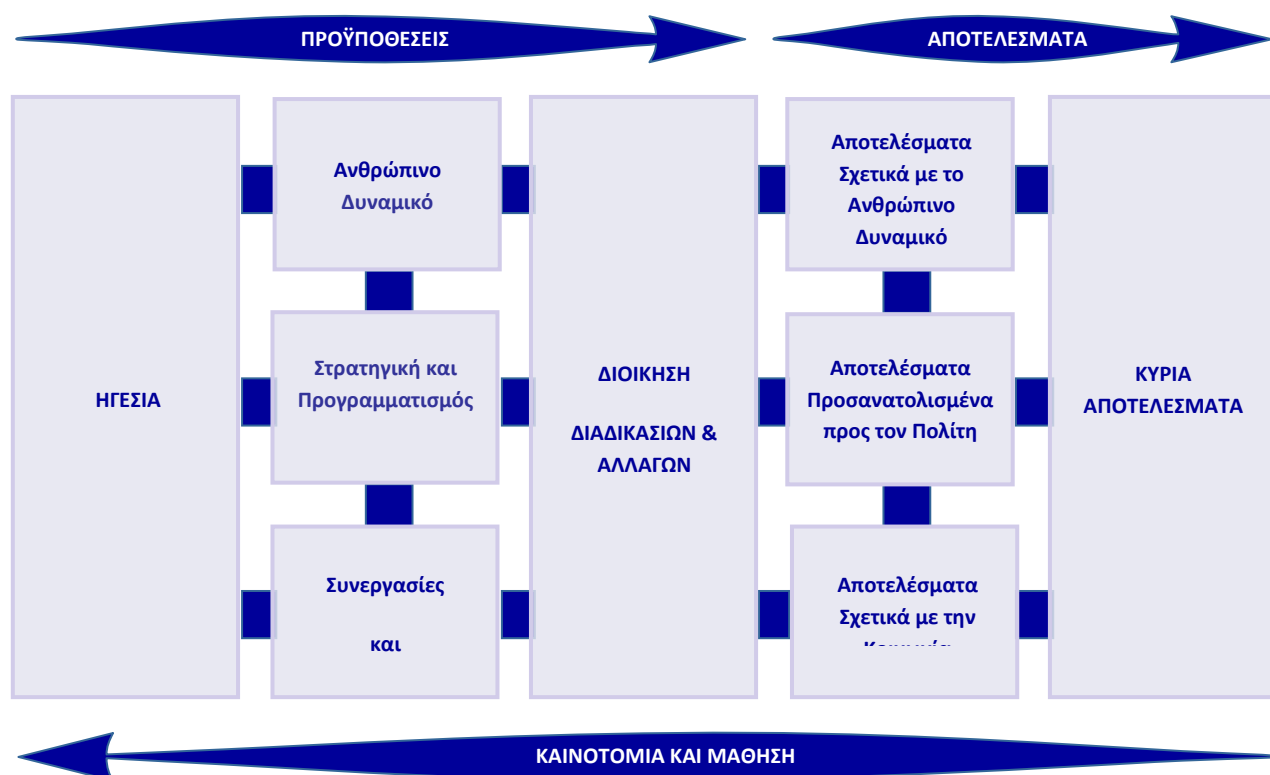 ΠΡΟΫΠΟΘΕΣΕΙΣ
ΑΠΟΤΕΛΕΣΜΑΤΑ
ΗΓΕΣΙΑ
Ανθρώπινο
Δυναμικό
Στρατηγική και
Προγραμματισμός
Συνεργασίες
και
ΔΙΟΙΚΗΣΗ
ΔΙΑΔΙΚΑΣΙΩΝ &
ΑΛΛΑΓΩΝ
Αποτελέσματα
Σχετικά με το
Ανθρώπινο
Δυναμικό
Αποτελέσματα
Προσανατολισμένα
προς τον Πολίτη
Αποτελέσματα
Σχετικά με την
ΚΥΡΙΑ
ΑΠΟΤΕΛΕΣΜΑΤΑ
ΚΑΙΝΟΤΟΜΙΑ ΚΑΙ ΜΑΘΗΣΗ